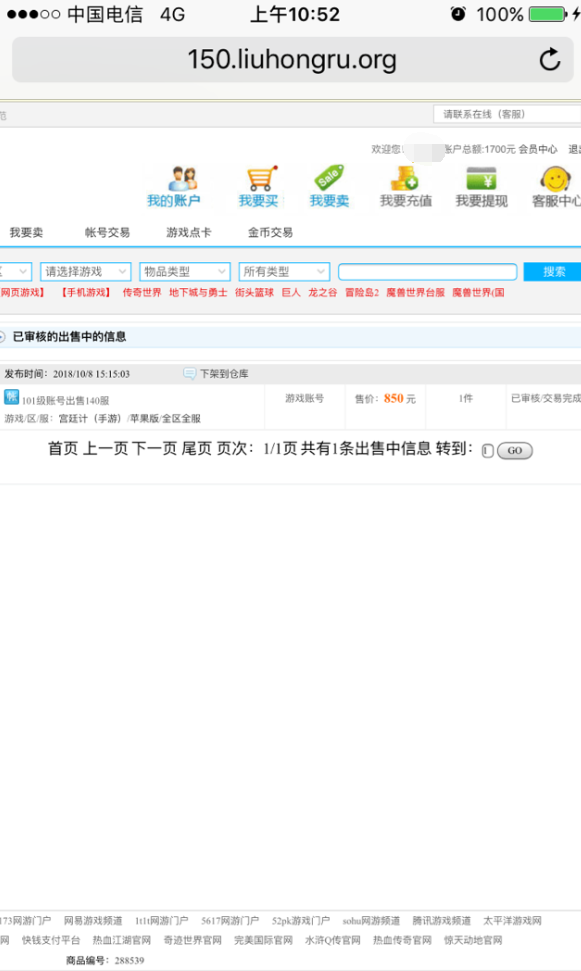 中国电信 4G 上午10:52 100%
150.liuhongru.org
范 请联系在线（客服）
欢迎您 账户总额:1700元 会员中心
我的账户 我要买 我要卖 我要充值 我要提现 客服中心
Sale
我要卖 帐号交易 游戏点卡 金币交易
请选择游戏 物品类型 所有类型 搜索
网页游戏】 【手机游戏】 传奇世界 地下城与勇士 街头篮球 巨人 龙之谷 冒险岛2 魔兽世界台服 魔兽世界(国
已审核的出售中的信息
发布时间：2018/10/8 15:15:03 下架到仓库
帐 101级账号出售140服 游戏账号 售价：850 元 1件 已审核/交易完成
游戏/区/服：宫廷计（手游）/苹果版/全区全服
首页 上一页 下一页 尾页 页次：1/1页 共有1条出售中信息 转到： GO
173网游门户 网易游戏频道 1t1t网游门户 5617网游门户 52pk游戏门户 sohu网游频道 腾讯游戏频道 太平洋游戏网
网 快钱支付平台 热血江湖官网 奇迹世界官网 完美国际官网 水浒Q传官网 热血传奇官网 惊天动地官网
商品编号：288539